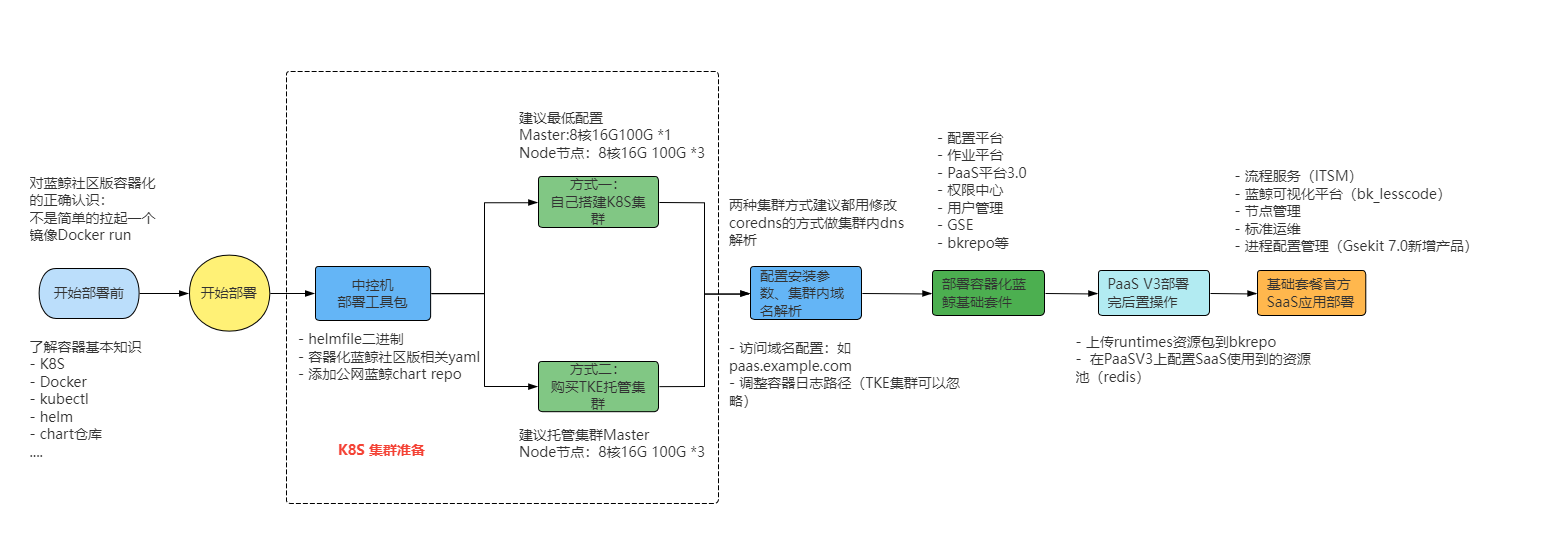 对蓝鲸社区版容器化
的正确认识：
不是简单的拉起一个
镜像Docker run
开始部署前
了解容器基本知识
- K8S
- Docker
- kubectl
- helm
- chart仓库
....
开始部署
中控机
部署工具包
- helmfile二进制
- 容器化蓝鲸社区版相关yaml
- 添加公网蓝鲸chart repo
K8S 集群准备
建议最低配置
Master:8核16G100G *1
Node节点：8核16G 100G *3
方式一：
自己搭建K8S集
群
方式二：
购买TKE托管集
群
建议托管集群Master
Node节点：8核16G 100G *3
两种集群方式建议都用修改
coredns的方式做集群内dns
解析
配置安装参
数、集群内域
名解析
- 访问域名配置：如
paas.example.com
- 调整容器日志路径（TKE集群可以忽
略）
- 配置平台
- 作业平台
- PaaS平台3.0
- 权限中心
- 用户管理
- GSE
- bkrepo等
部署容器化蓝
鲸基础套件
PaaS V3部署
完后置操作
- 上传runtimes资源包到bkrepo
- 在PaaSV3上配置SaaS使用到的资源
池（redis）
- 流程服务（ITSM）
- 蓝鲸可视化平台（bk_lesscode）
- 节点管理
- 标准运维
- 进程配置管理（Gsekit 7.0新增产品）
基础套餐官方
SaaS应用部署